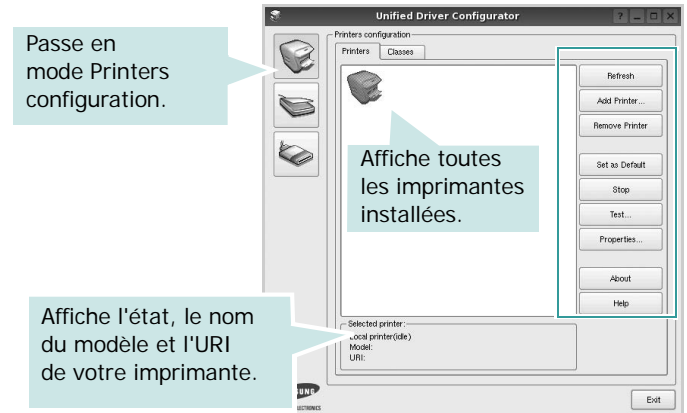 Unified Driver Configurator
Passe en
mode Printers
configuration.
Printers configuration
Printers Classes
Refresh
Add Printer...
Remove Printer
Set as Default
Stop
Test...
Properties...
About
Help
Affiche toutes
les imprimantes
installées.
Affiche l'état, le nom
du modèle et l'URI
de votre imprimante.
Selected printer:
Local printer(idle)
Model:
URI:
Exit